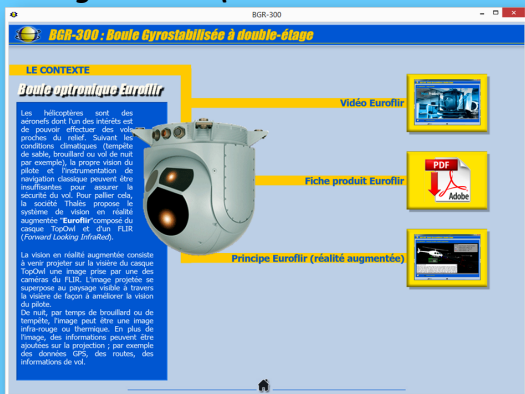 BGR-300
BGR-300 : Boule Gyrostabilisée à double-étage
LE CONTEXTE
Boule optronique Euroflir
Les hélicoptères sont des
aéronefs dont l'un des interêts est
de pouvoir effectuer des vols
proches du relief. Suivant les
conditions climatiques (tempête
de sable, brouillard ou vol de nuit
par exemple), la propre vision du
pilote et l'instrumentation de
navigation classique peuvent être
insuffisantes pour assurer la
sécurité du vol. Pour pallier cela,
la société Thalès propose le
système de vision en réalité
augmentée "Euroflir"composé du
casque TopOwl et d'un FLIR
(Forward Looking InfraRed).
La vision en réalité augmentée consiste
à venir projeter sur la visière du casque
TopOwl une image prise par une des
caméras du FLIR. L'image projetée se
superpose au paysage visible à travers
la visière de façon à améliorer la vision
du pilote.
De nuit, par temps de brouillard ou de
tempête, l'image peut être une image
infra-rouge ou thermique. En plus de
l'image, des informations peuvent être
ajoutées sur la projection ; par exemple
des données GPS, des routes, des
informations de vol.
Vidéo Euroflir
Fiche produit Euroflir
PDF
Adobe
Principe Euroflir (réalité augmentée)